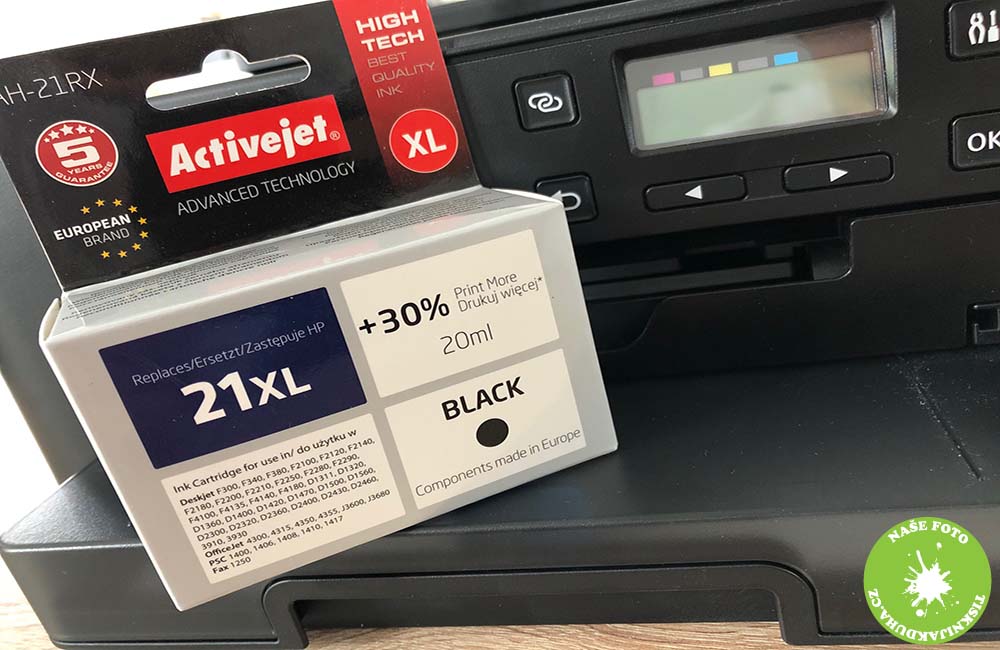 AH-21RX
HIGH
TECH
BEST
QUALITY
INK
XL
5
YEARS
GUARANTEE
Activejet®
ADVANCED TECHNOLOGY
EUROPEAN
BRAND
Replaces/Ersetzt/Zastępuje HP
21XL
+30% Print More
Drukuj więcej*
20ml
BLACK
Components made in Europe
Ink Cartridge for use in/ do użytku w
Deskjet F300, F340, F380, F2100, F2120, F2140,
F2180, F2200, F2210, F2250, F2280, F2290,
F4100, F4135, F4140, F4180, D1311, D1320,
D1360, D1400, D1420, D1470, D1500, D1560,
D2300, D2320, D2360, D2400, D2430, D2460,
3910, 3930
OfficeJet 4300, 4315, 4350, 4355, J3600, J3680
PSC 1400, 1406, 1408, 1410, 1417
Fax 1250
OK
NAŠE FOTO
TISKNIJAKDUHA.CZ